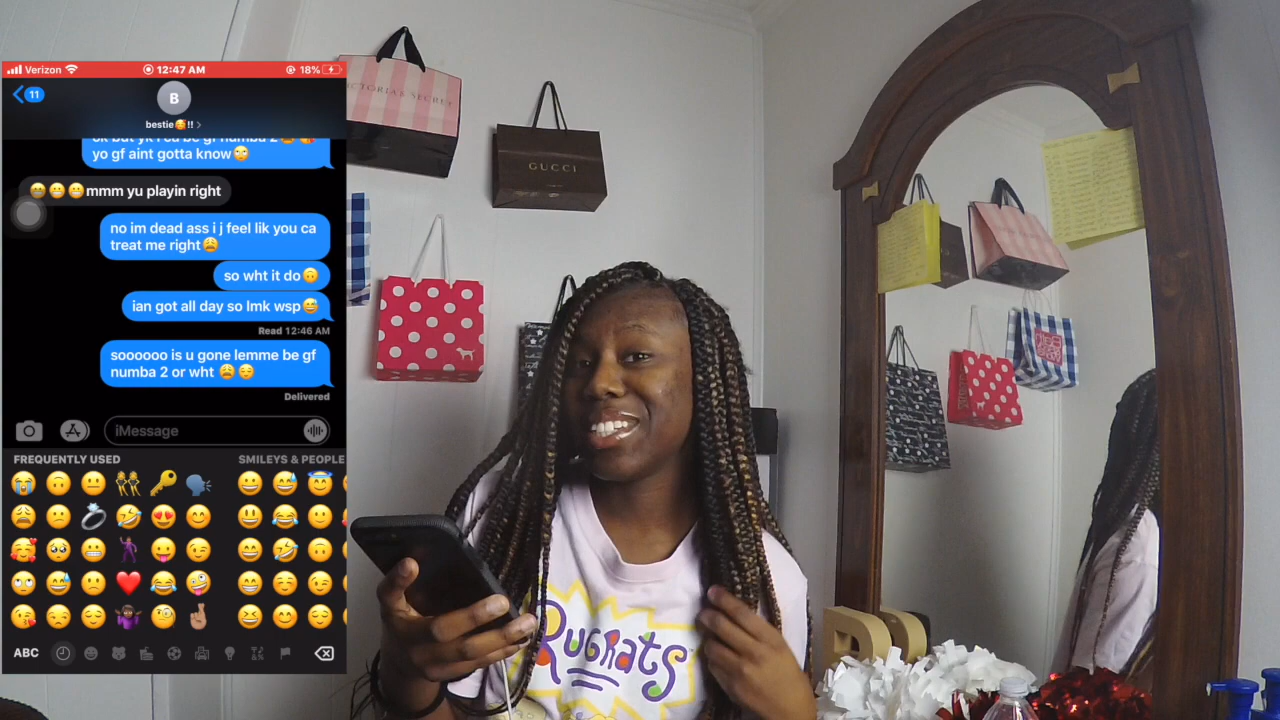 Verizon 12:47 AM 18%
11
B
bestie🥰!! >
yo gf aint gotta know🙄
😬😬😬mmm yu playin right
no im dead ass i j feel lik you ca
treat me right😩
so wht it do🙃
ian got all day so lmk wsp😅
Read 12:46 AM
soooooo is u gone lemme be gf
numba 2 or wht 😩😌
Delivered
iMessage
FREQUENTLY USED SMILEYS & PEOPLE
ABC
VICTORIA'S SECRET
GUCCI
RUGRATS